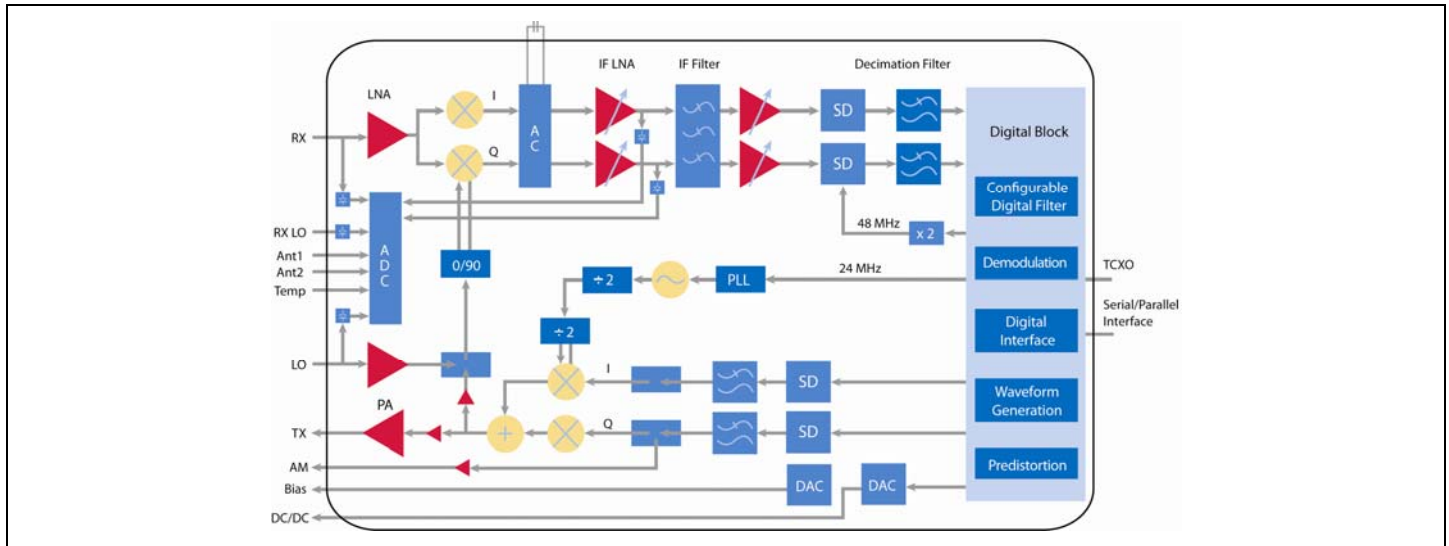 IF LNA
IF Filter
Decimation Filter
LNA
I
RX
A
C
SD
Digital Block
Q
SD
Configurable
Digital Filter
48 MHz
x 2
RX LO
Ant1
Ant2
Temp
A
D
C
0/90
÷ 2
PLL
24 MHz
Demodulation
TCXO
Serial/Parallel
Interface
÷ 2
Digital
Interface
LO
I
SD
Waveform
Generation
PA
TX
Q
SD
AM
Predistortion
Bias
DAC
DAC
DC/DC